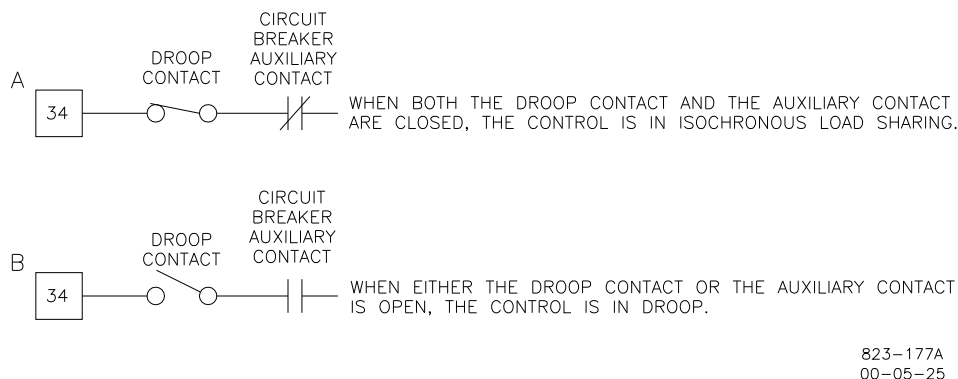 CIRCUIT
BREAKER
AUXILIARY
CONTACT
DROOP
CONTACT
A
34
WHEN BOTH THE DROOP CONTACT AND THE AUXILIARY CONTACT
ARE CLOSED, THE CONTROL IS IN ISOCHRONOUS LOAD SHARING.
CIRCUIT
BREAKER
AUXILIARY
CONTACT
DROOP
CONTACT
B
34
WHEN EITHER THE DROOP CONTACT OR THE AUXILIARY CONTACT
IS OPEN, THE CONTROL IS IN DROOP.
823-177A
00-05-25